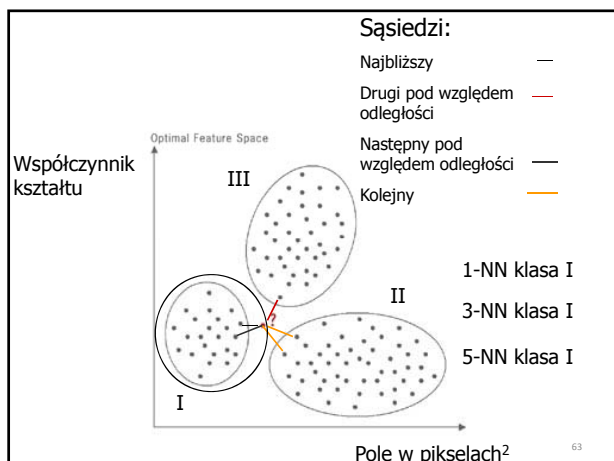 Sąsiedzi:
Najbliższy
Drugi pod względem
odległości
Następny pod
względem odległości
Kolejny
Optimal Feature Space
Współczynnik
kształtu
III
II
?
I
1-NN klasa I
3-NN klasa I
5-NN klasa I
Pole w pikselach²
63